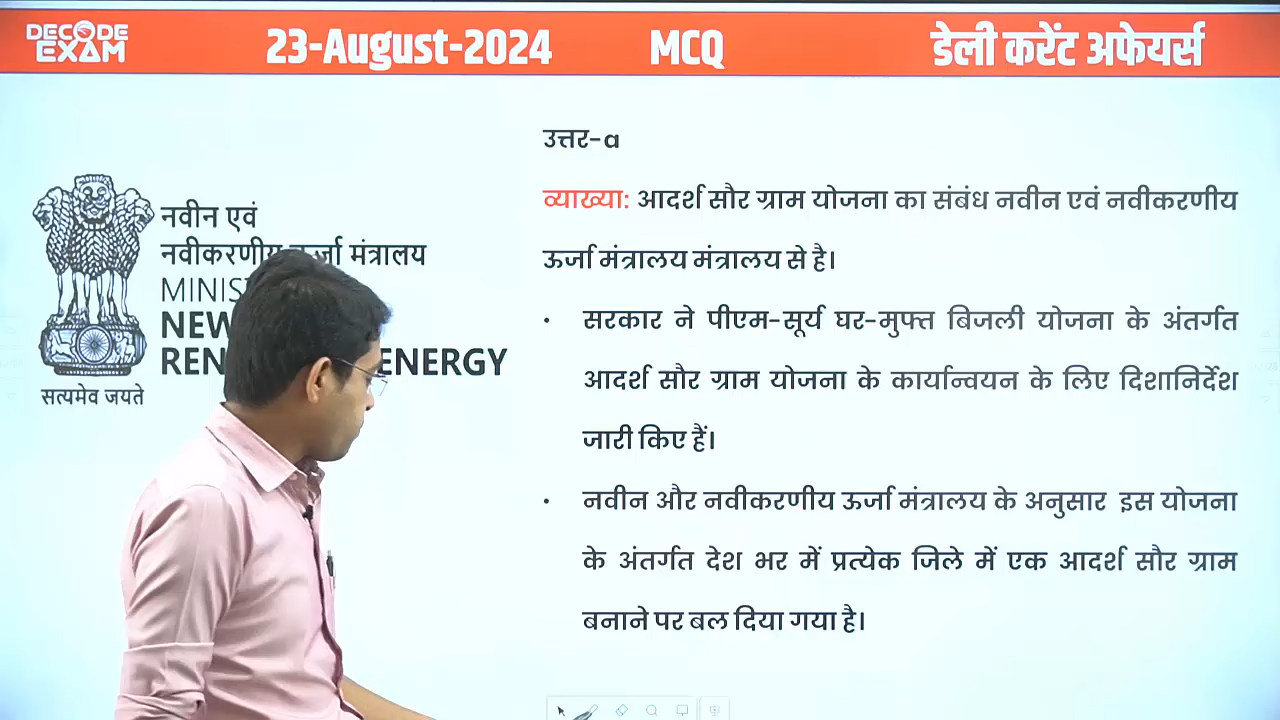 DECODE EXAM
23-August-2024 MCQ डेली करेंट अफेयर्स
नवीन एवं
नवीकरणीय ऊर्जा मंत्रालय
MINIS
NEW
REN ENERGY
सत्यमेव जयते
उत्तर-a
व्याख्या: आदर्श सौर ग्राम योजना का संबंध नवीन एवं नवीकरणीय
ऊर्जा मंत्रालय मंत्रालय से है।
• सरकार ने पीएम-सूर्य घर-मुफ्त बिजली योजना के अंतर्गत
आदर्श सौर ग्राम योजना के कार्यान्वयन के लिए दिशानिर्देश
जारी किए हैं।
• नवीन और नवीकरणीय ऊर्जा मंत्रालय के अनुसार इस योजना
के अंतर्गत देश भर में प्रत्येक जिले में एक आदर्श सौर ग्राम
बनाने पर बल दिया गया है।